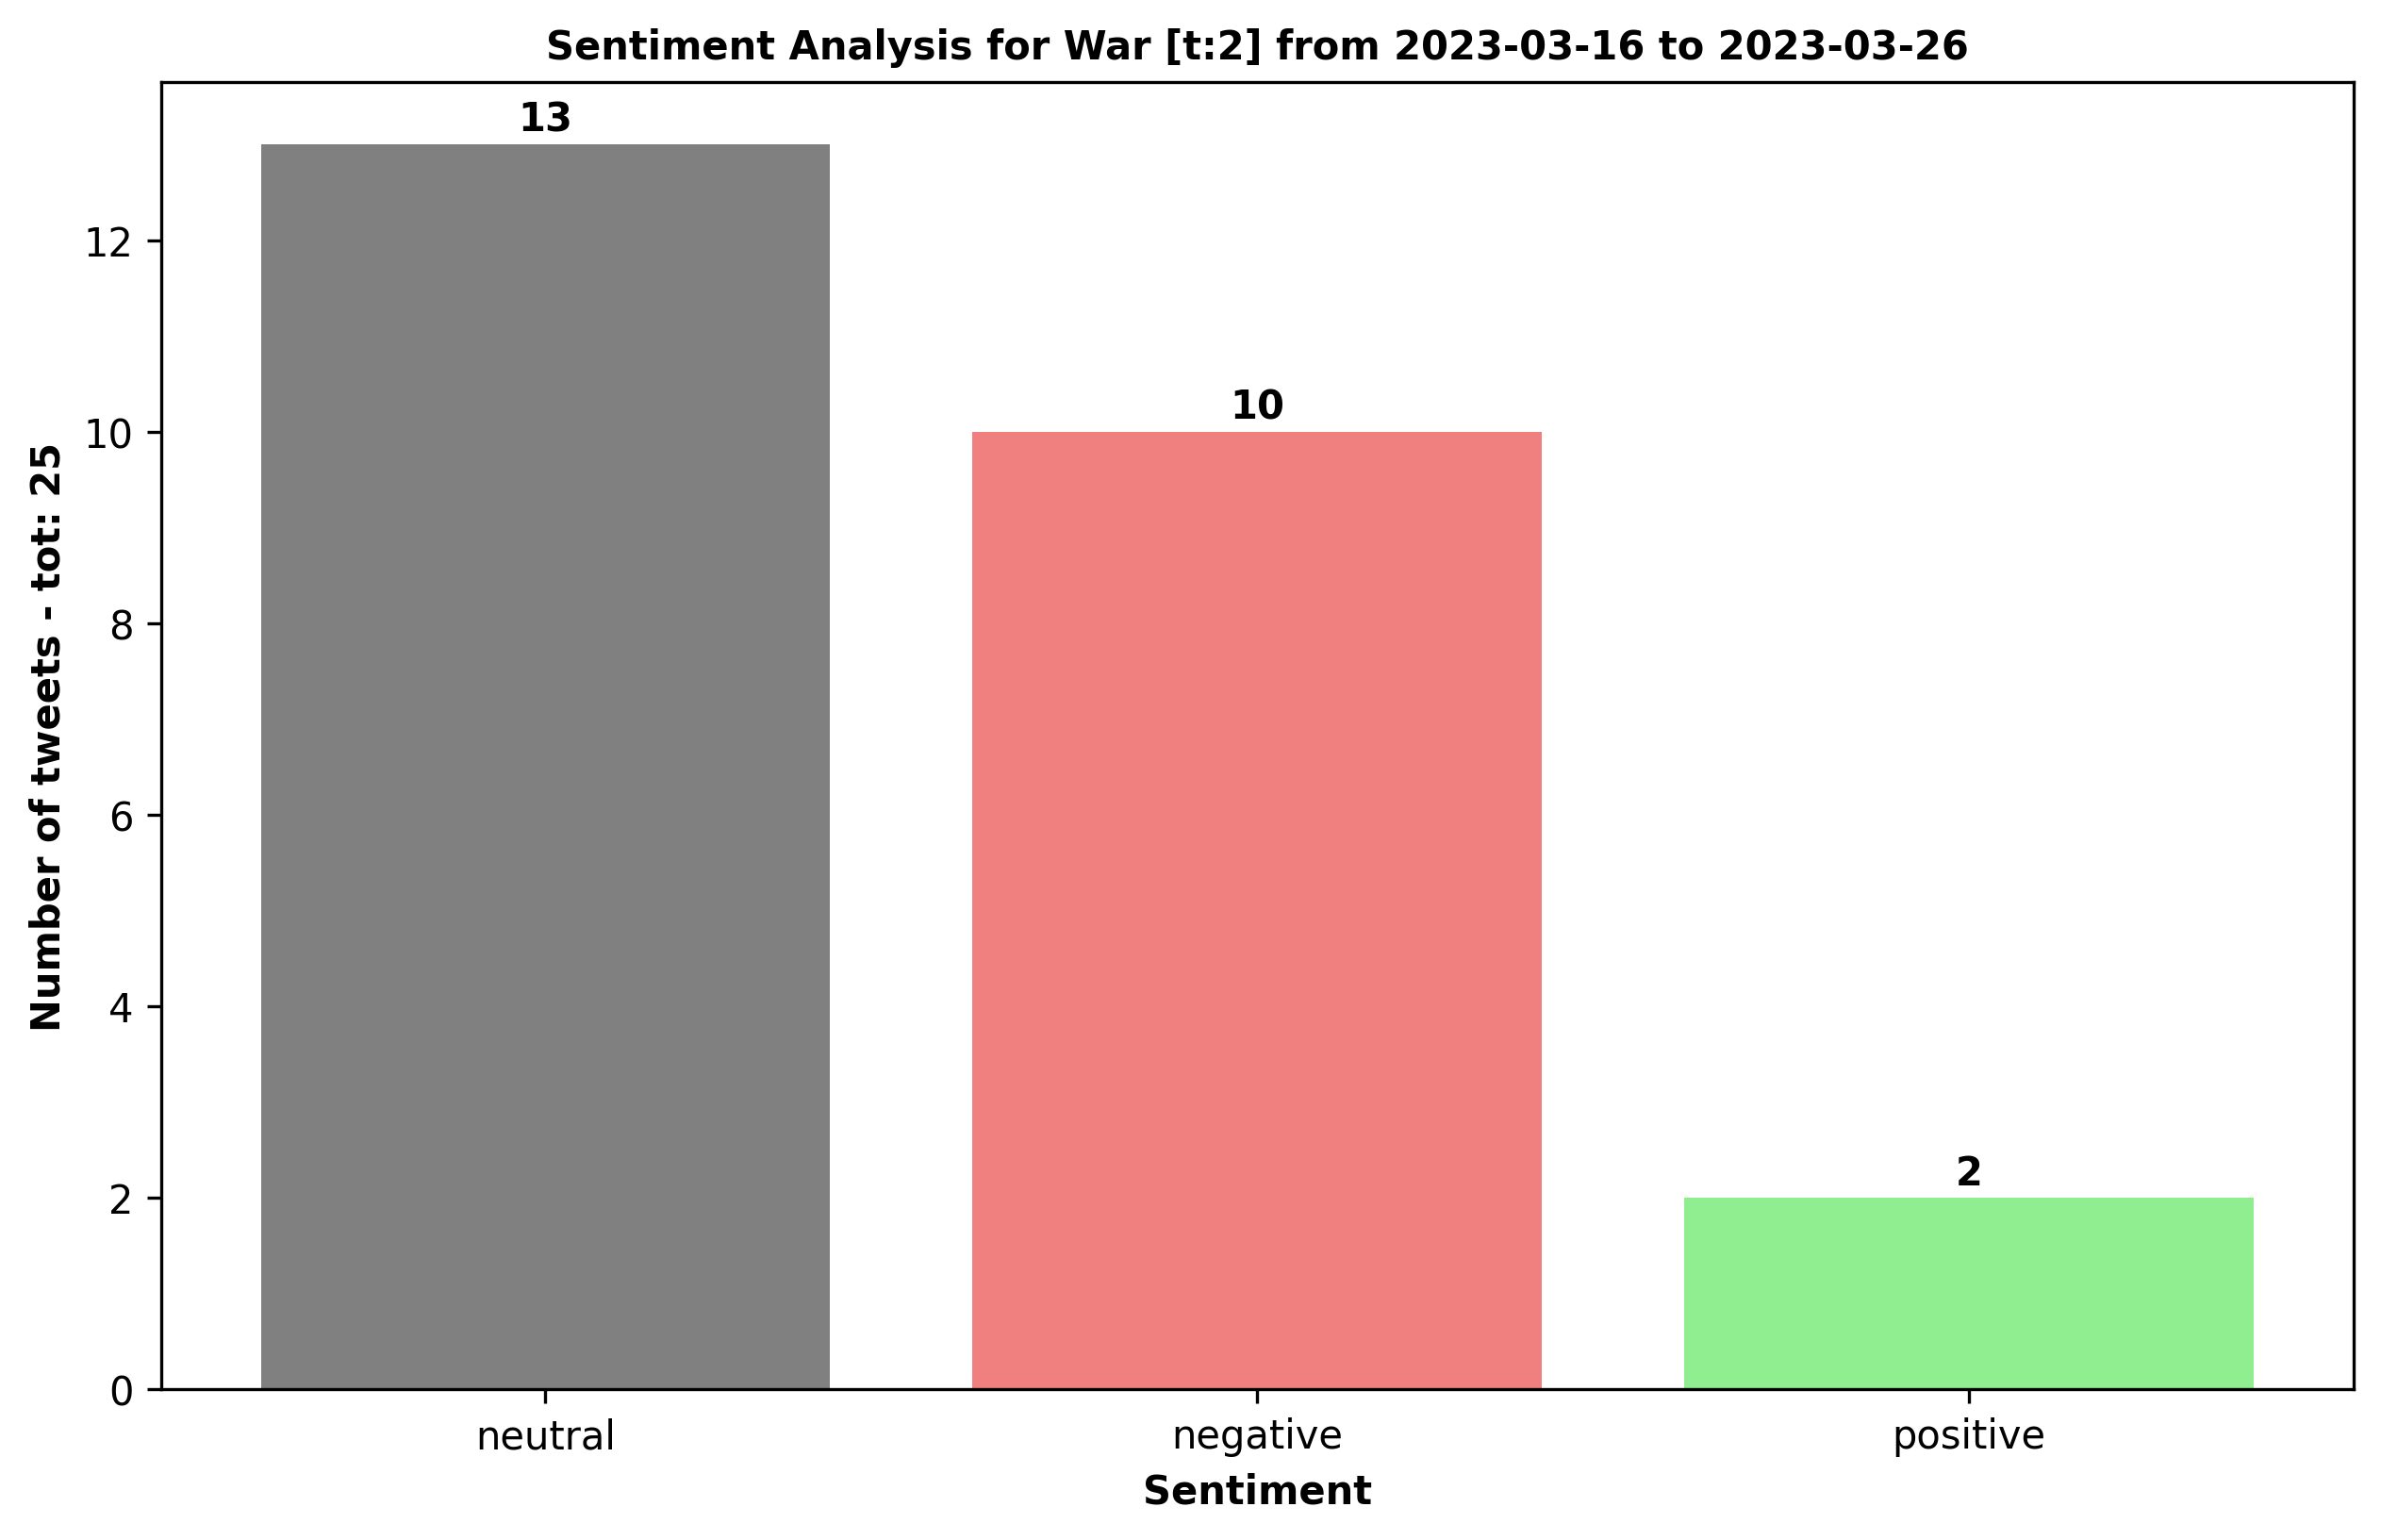 Sentiment Analysis for War [t:2] from 2023-03-16 to 2023-03-26
Number of tweets - tot: 25
12
10
8
6
4
2
0
13
10
2
neutral
negative
positive
Sentiment